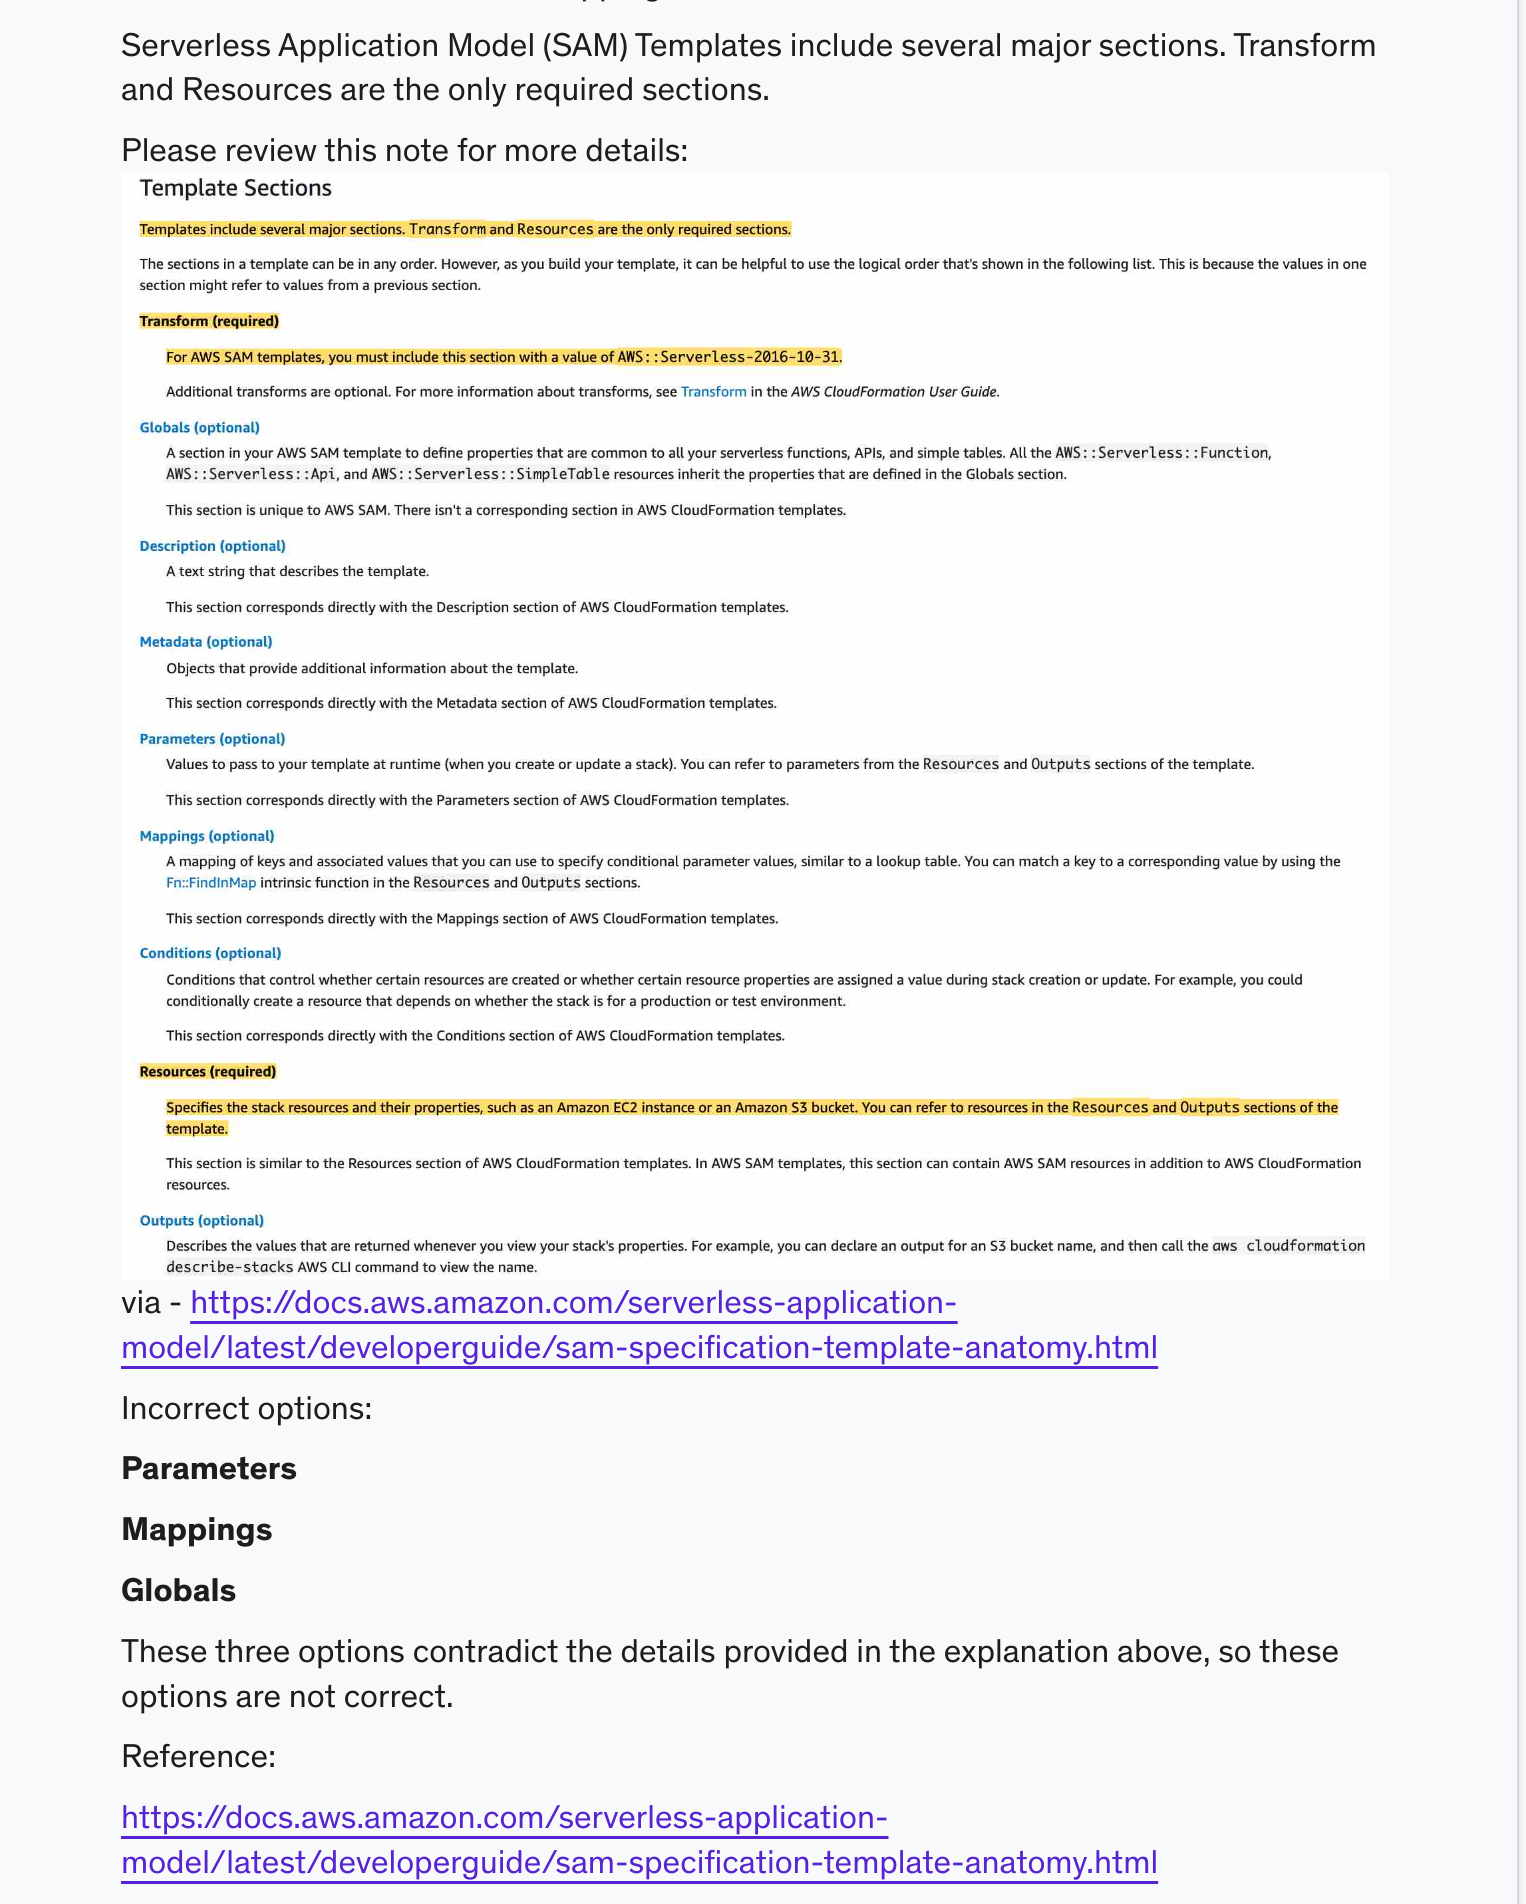 Serverless Application Model (SAM) Templates include several major sections. Transform
and Resources are the only required sections.
Please review this note for more details:
Template Sections
Templates include several major sections. Transform and Resources are the only required sections.
The sections in a template can be in any order. However, as you build your template, it can be helpful to use the logical order that's shown in the following list. This is because the values in one
section might refer to values from a previous section.
Transform (required)
For AWS SAM templates, you must include this section with a value of AWS::Serverless-2016-10-31.
Additional transforms are optional. For more information about transforms, see Transform in the AWS CloudFormation User Guide.
Globals (optional)
A section in your AWS SAM template to define properties that are common to all your serverless functions, APIs, and simple tables. All the AWS::Serverless::Function,
AWS::Serverless::Api, and AWS::Serverless::SimpleTable resources inherit the properties that are defined in the Globals section.
This section is unique to AWS SAM. There isn't a corresponding section in AWS CloudFormation templates.
Description (optional)
A text string that describes the template.
This section corresponds directly with the Description section of AWS CloudFormation templates.
Metadata (optional)
Objects that provide additional information about the template.
This section corresponds directly with the Metadata section of AWS CloudFormation templates.
Parameters (optional)
Values to pass to your template at runtime (when you create or update a stack). You can refer to parameters from the Resources and Outputs sections of the template.
This section corresponds directly with the Parameters section of AWS CloudFormation templates.
Mappings (optional)
A mapping of keys and associated values that you can use to specify conditional parameter values, similar to a lookup table. You can match a key to a corresponding value by using the
Fn::FindInMap intrinsic function in the Resources and Outputs sections.
This section corresponds directly with the Mappings section of AWS CloudFormation templates.
Conditions (optional)
Conditions that control whether certain resources are created or whether certain resource properties are assigned a value during stack creation or update. For example, you could
conditionally create a resource that depends on whether the stack is for a production or test environment.
This section corresponds directly with the Conditions section of AWS CloudFormation templates.
Resources (required)
Specifies the stack resources and their properties, such as an Amazon EC2 instance or an Amazon S3 bucket. You can refer to resources in the Resources and Outputs sections of the
template.
This section is similar to the Resources section of AWS CloudFormation templates. In AWS SAM templates, this section can contain AWS SAM resources in addition to AWS CloudFormation
resources.
Outputs (optional)
Describes the values that are returned whenever you view your stack's properties. For example, you can declare an output for an S3 bucket name, and then call the aws cloudformation
describe-stacks AWS CLI command to view the name.
via - https://docs.aws.amazon.com/serverless-application-
model/latest/developerguide/sam-specification-template-anatomy.html
Incorrect options:
Parameters
Mappings
Globals
These three options contradict the details provided in the explanation above, so these
options are not correct.
Reference:
https://docs.aws.amazon.com/serverless-application-
model/latest/developerguide/sam-specification-template-anatomy.html